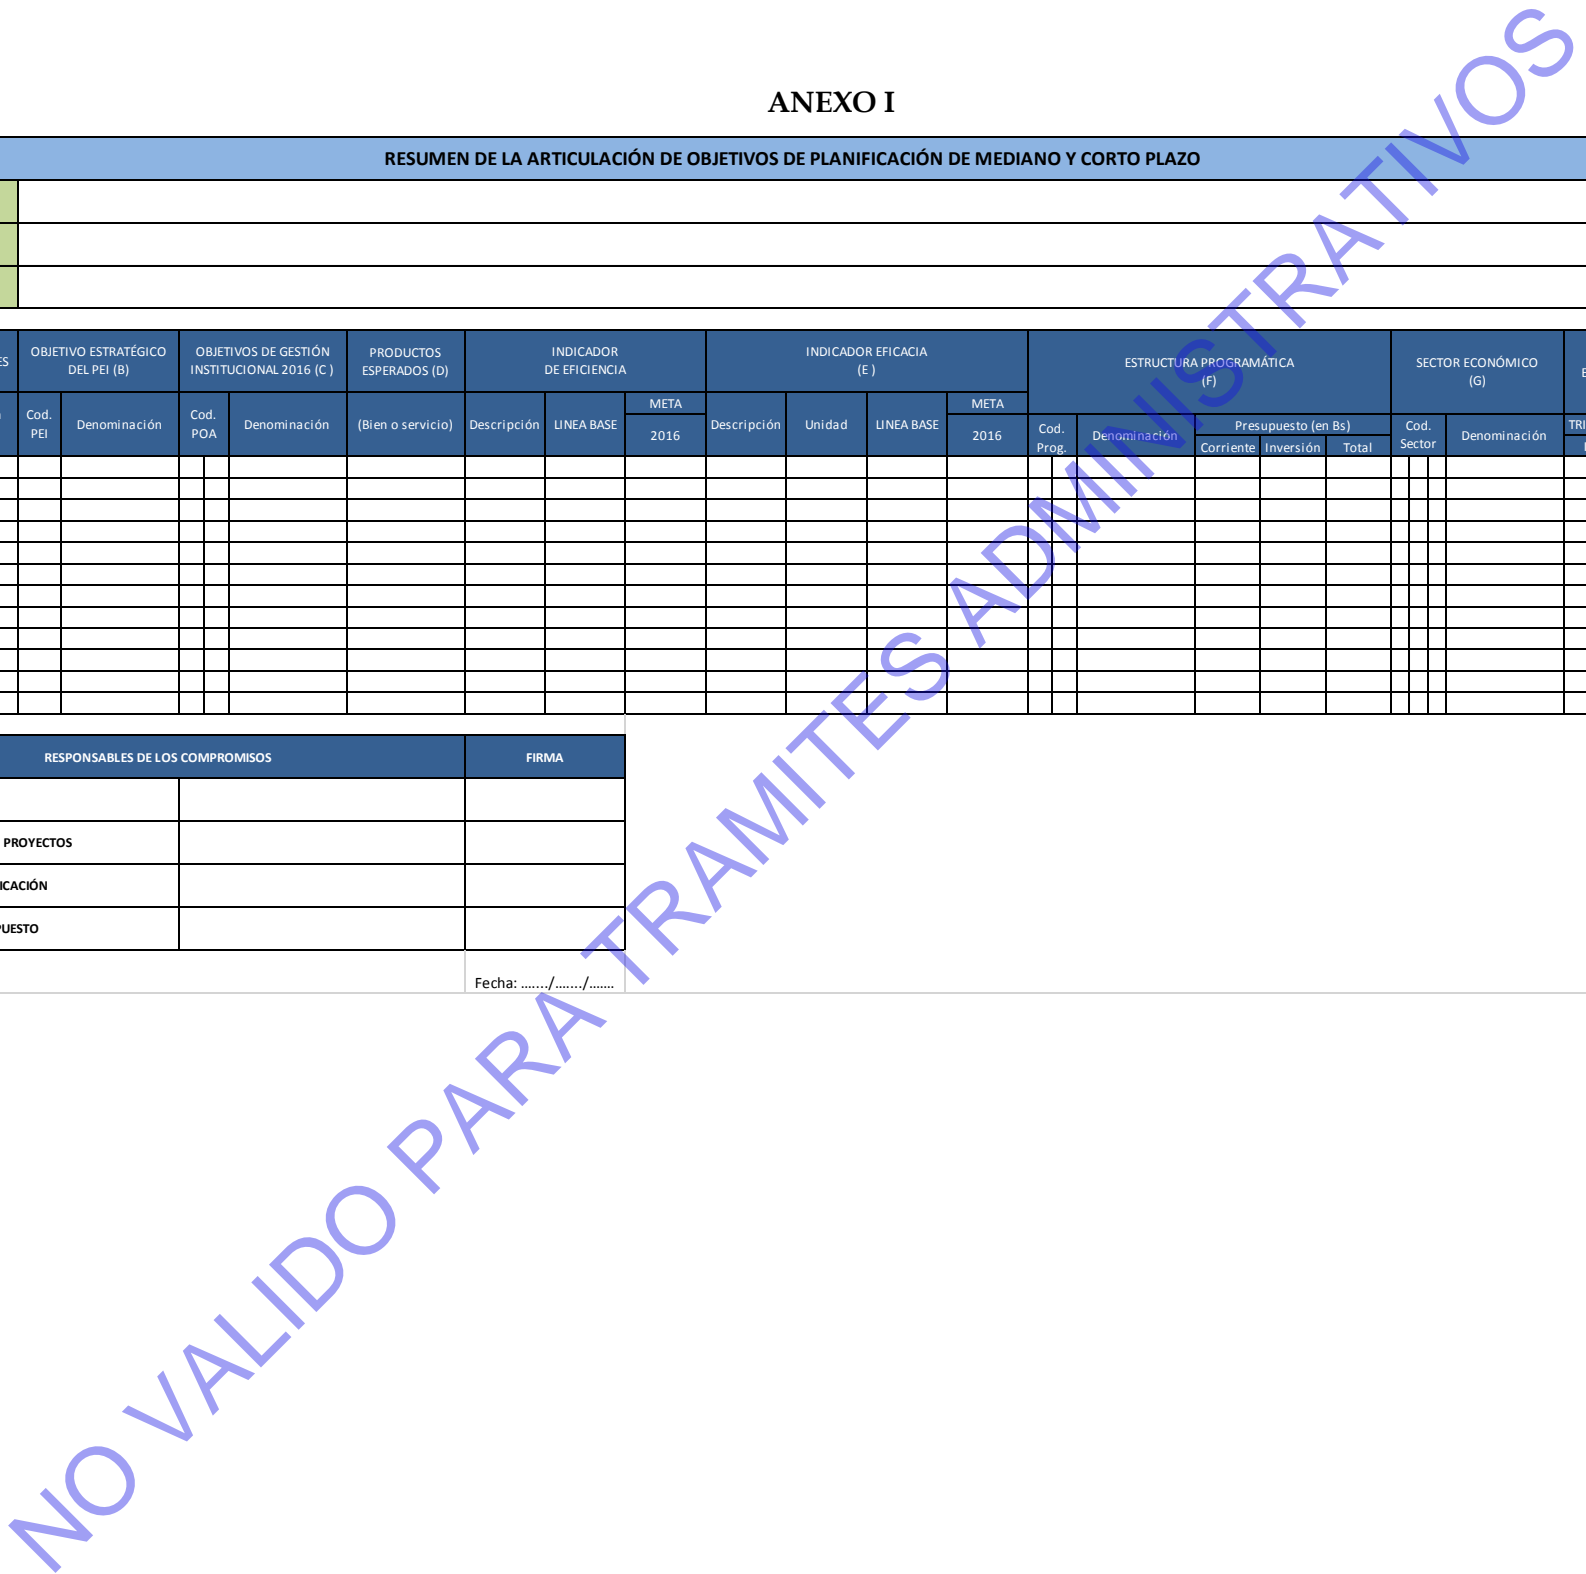 ANEXO I
RESUMEN DE LA ARTICULACIÓN DE OBJETIVOS DE PLANIFICACIÓN DE MEDIANO Y CORTO PLAZO
ES
OBJETIVO ESTRATÉGICO
DEL PEI (B)
OBJETIVOS DE GESTIÓN
INSTITUCIONAL 2016 (C )
PRODUCTOS
ESPERADOS (D)
INDICADOR
DE EFICIENCIA
INDICADOR EFICACIA
(E )
ESTRUCTURA PROGRAMÁTICA
(F)
SECTOR ECONÓMICO
(G)
Cod.
PEI
Denominación
Cod.
POA
Denominación
(Bien o servicio)
Descripción
LINEA BASE
META
2016
Descripción
Unidad
LINEA BASE
META
2016
Cod.
Prog.
Denominación
Presupuesto (en Bs)
Corriente Inversión Total
Cod.
Sector
Denominación
TRI
RESPONSABLES DE LOS COMPROMISOS FIRMA
PROYECTOS
ICACIÓN
PUESTO
Fecha: ......./......./.......
NO VALIDO PARA TRAMITES ADMINISTRATIVOS